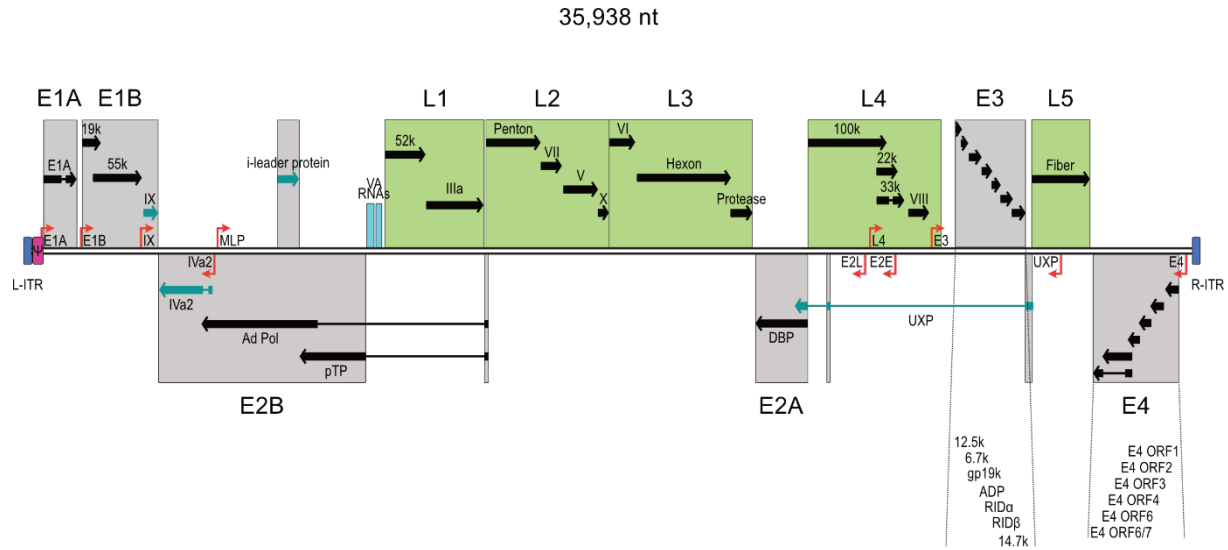 35,938 nt
E1A E1B L1 L2 L3 L4 E3 L5
19k 52k Penton VI 100k
55k i-leader protein VII Hexon 22k Fiber
E1A VA RNAs IIIa V 33k
IX X Protease VIII
E1A E1B IX MLP L4 E3
Ψ
L-ITR IVa2 E2L E2E UXP E4 R-ITR
IVa2 UXP
Ad Pol DBP
pTP
E2B E2A E4
12.5k
6.7k
gp19k
ADP
RIDα
RIDβ
14.7k
E4 ORF1
E4 ORF2
E4 ORF3
E4 ORF4
E4 ORF6
E4 ORF6/7